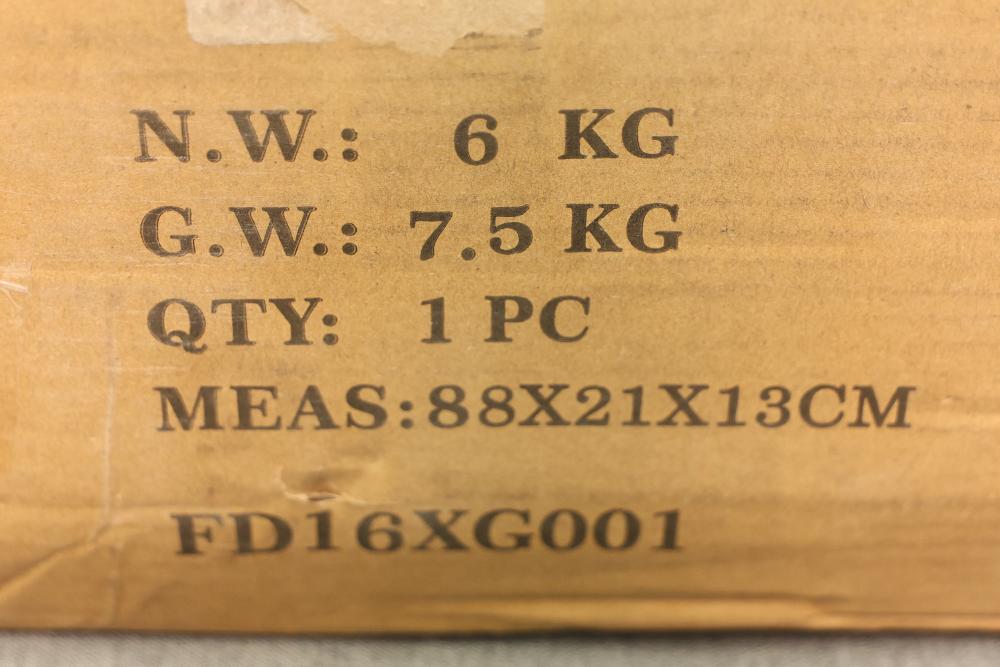 N.W.: 6 KG
G.W.: 7.5 KG
QTY: 1 PC
MEAS:88X21X13CM
FD16XG001